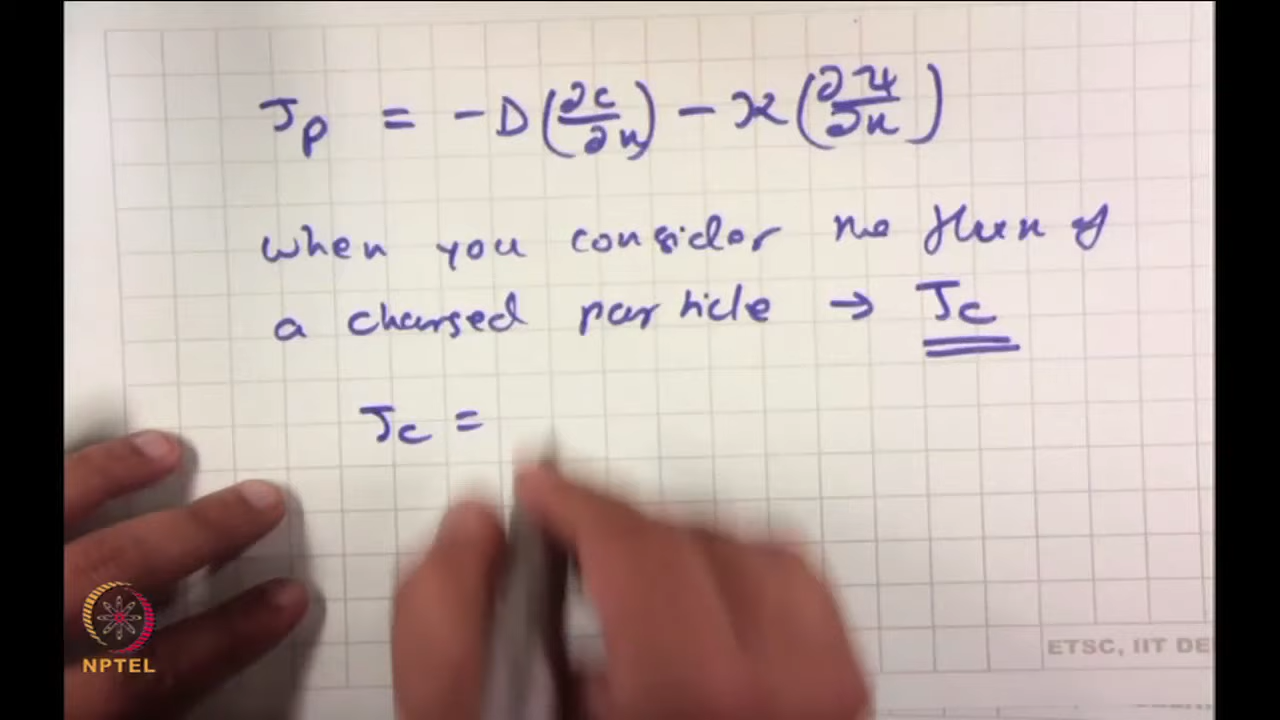 Jp = -D(∂c/∂x) - κ(∂ψ/∂x)
when you consider the flux of
a charged particle → Jc
Jc =
NPTEL
ETSC, IIT DE